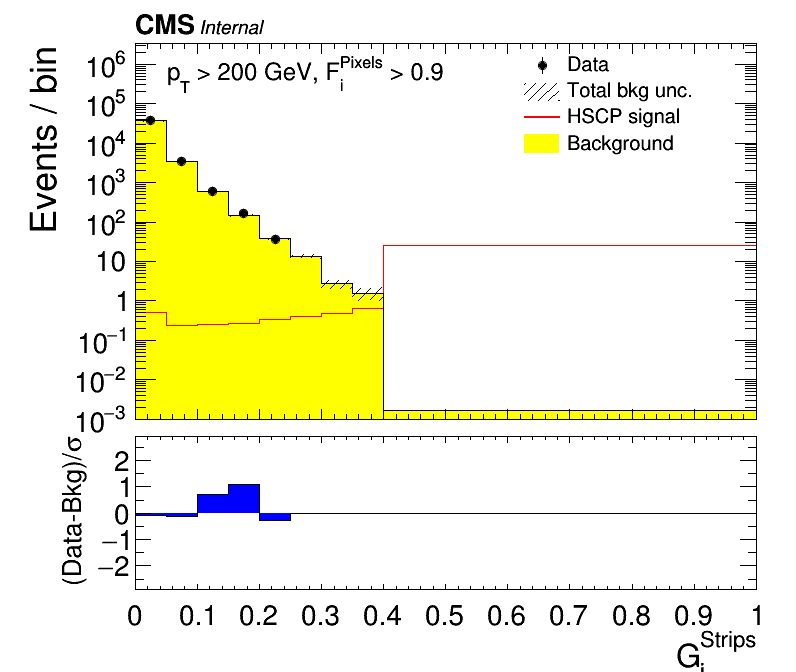 CMS Internal
p_T > 200 GeV, F_i^Pixels > 0.9
Data
Total bkg unc.
HSCP signal
Background
Events / bin
10^6
10^5
10^4
10^3
10^2
10
1
10^−1
10^−2
10^−3
(Data-Bkg)/σ
2
1
0
−1
−2
0 0.1 0.2 0.3 0.4 0.5 0.6 0.7 0.8 0.9 1
G_i^Strips